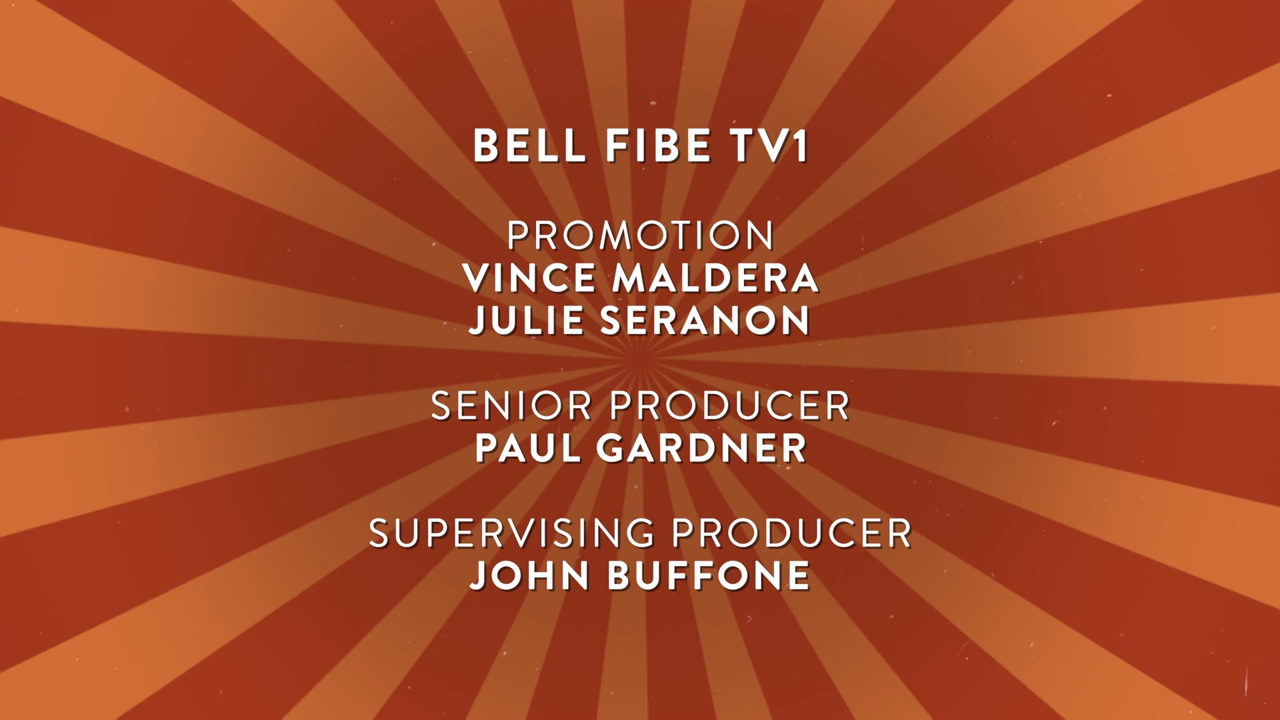 BELL FIBE TV1
PROMOTION
VINCE MALDERA
JULIE SERANON
SENIOR PRODUCER
PAUL GARDNER
SUPERVISING PRODUCER
JOHN BUFFONE